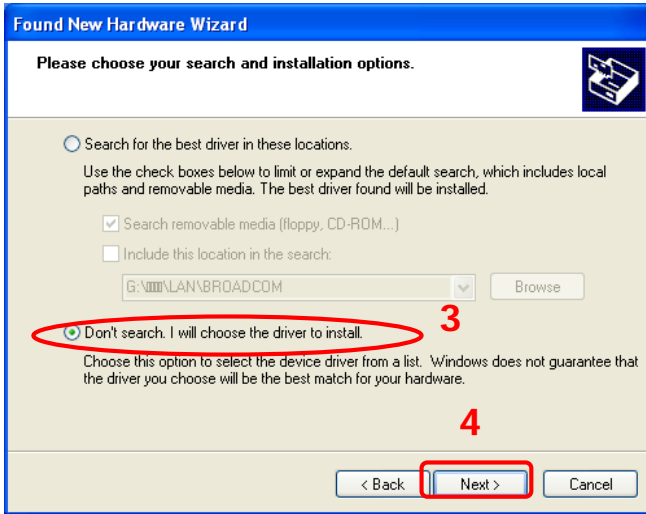 Found New Hardware Wizard
Please choose your search and installation options.
Search for the best driver in these locations.
Use the check boxes below to limit or expand the default search, which includes local
paths and removable media. The best driver found will be installed.
Search removable media (floppy, CD-ROM...)
Include this location in the search:
G:\▯▯▯▯\LAN\BROADCOM
Browse
3
Don't search. I will choose the driver to install.
Choose this option to select the device driver from a list. Windows does not guarantee that
the driver you choose will be the best match for your hardware.
4
< Back
Next >
Cancel